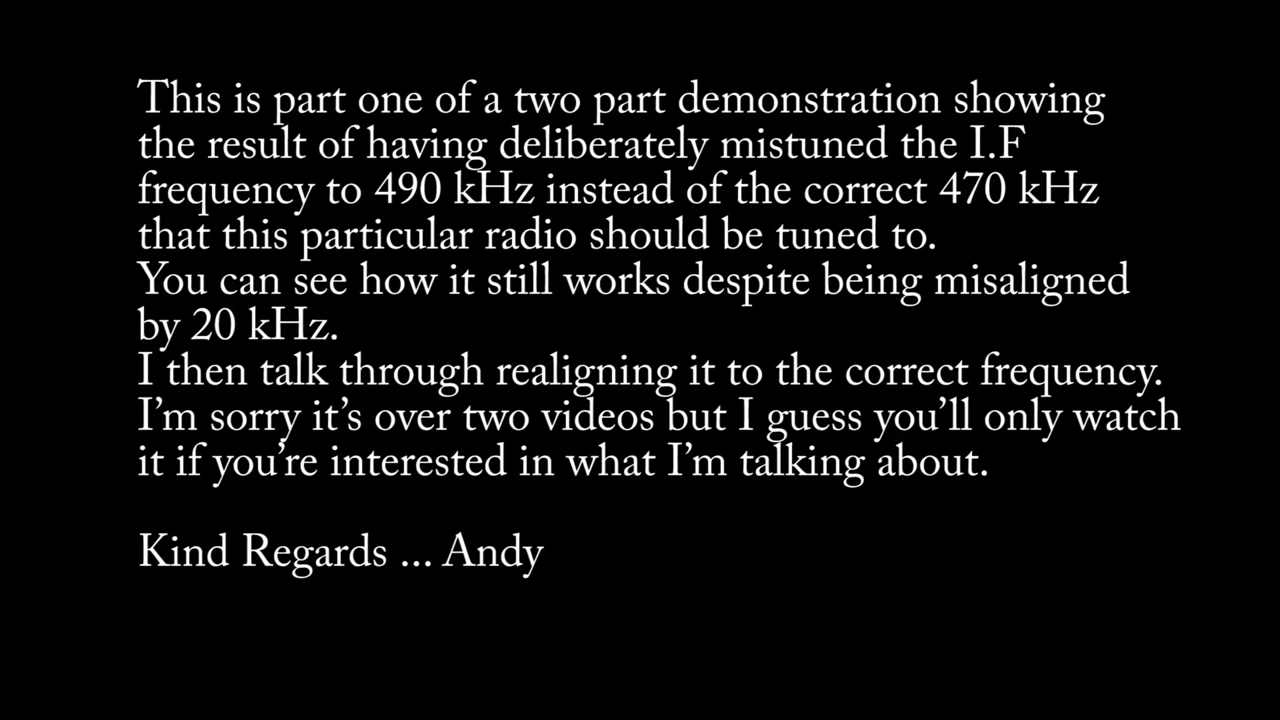 This is part one of a two part demonstration showing
the result of having deliberately mistuned the I.F
frequency to 490 kHz instead of the correct 470 kHz
that this particular radio should be tuned to.
You can see how it still works despite being misaligned
by 20 kHz.
I then talk through realigning it to the correct frequency.
I’m sorry it’s over two videos but I guess you’ll only watch
it if you’re interested in what I’m talking about.
Kind Regards ... Andy